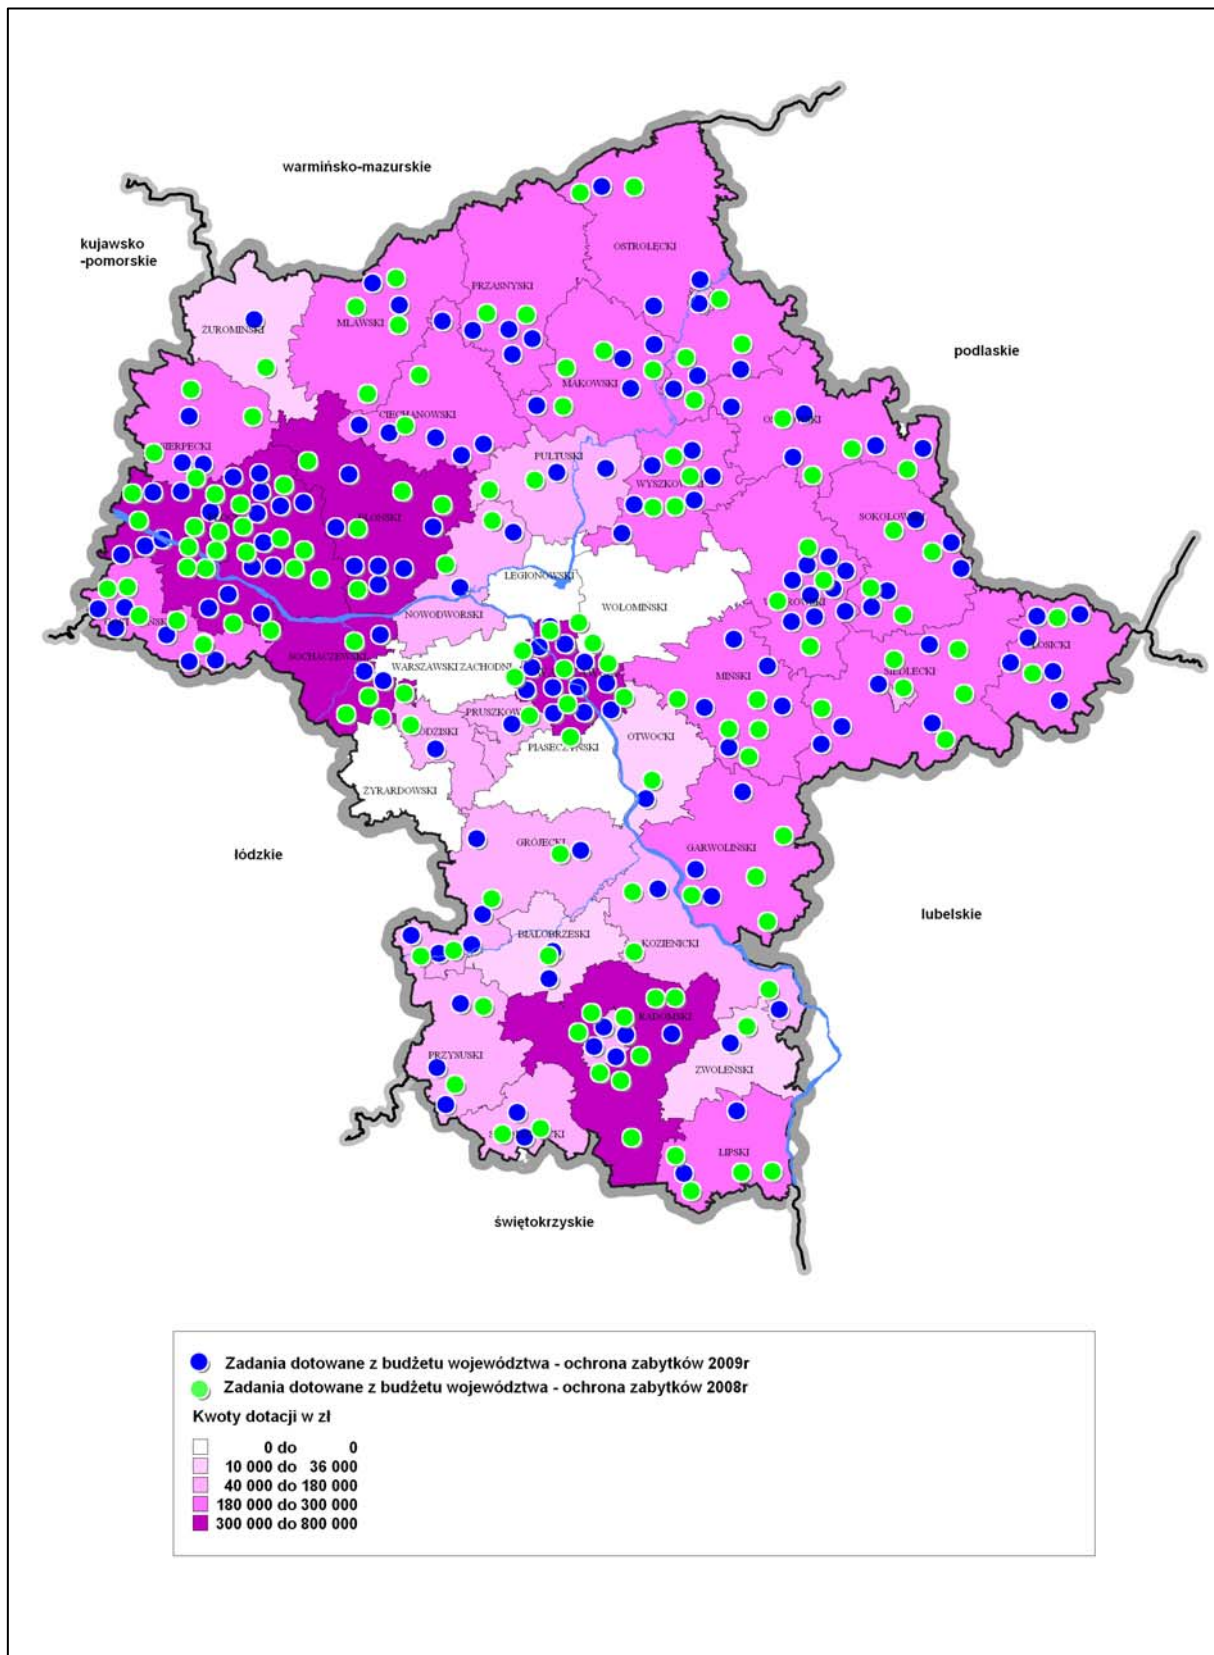 warmińsko-mazurskie
kujawsko
-pomorskie
OSTROŁĘCKI
PRZASNYSKI
ŻUROMIŃSKI
MŁAWSKI
podlaskie
MAKOWSKI
CIECHANOWSKI
SIERPECKI
PUŁTUSKI
WYSZKOWSKI
PŁOŃSKI
SOKOŁOWSKI
LEGIONOWSKI
WOŁOMIŃSKI
NOWODWORSKI
SOCHACZEWSKI
WARSZAWSKI ZACHODNI
ŁOSICKI
SIEDLECKI
MIŃSKI
PRUSZKOW
OTWOCKI
PIASECZYŃSKI
ŻYRARDOWSKI
łódzkie
GRÓJECKI
GARWOLIŃSKI
lubelskie
BIAŁOBRZESKI
KOZIENICKI
RADOMSKI
PRZYSUSKI
ZWOLEŃSKI
LIPSKI
świętokrzyskie
Zadania dotowane z budżetu województwa - ochrona zabytków 2009r
Zadania dotowane z budżetu województwa - ochrona zabytków 2008r
Kwoty dotacji w zł
0 do 0
10 000 do 36 000
40 000 do 180 000
180 000 do 300 000
300 000 do 800 000